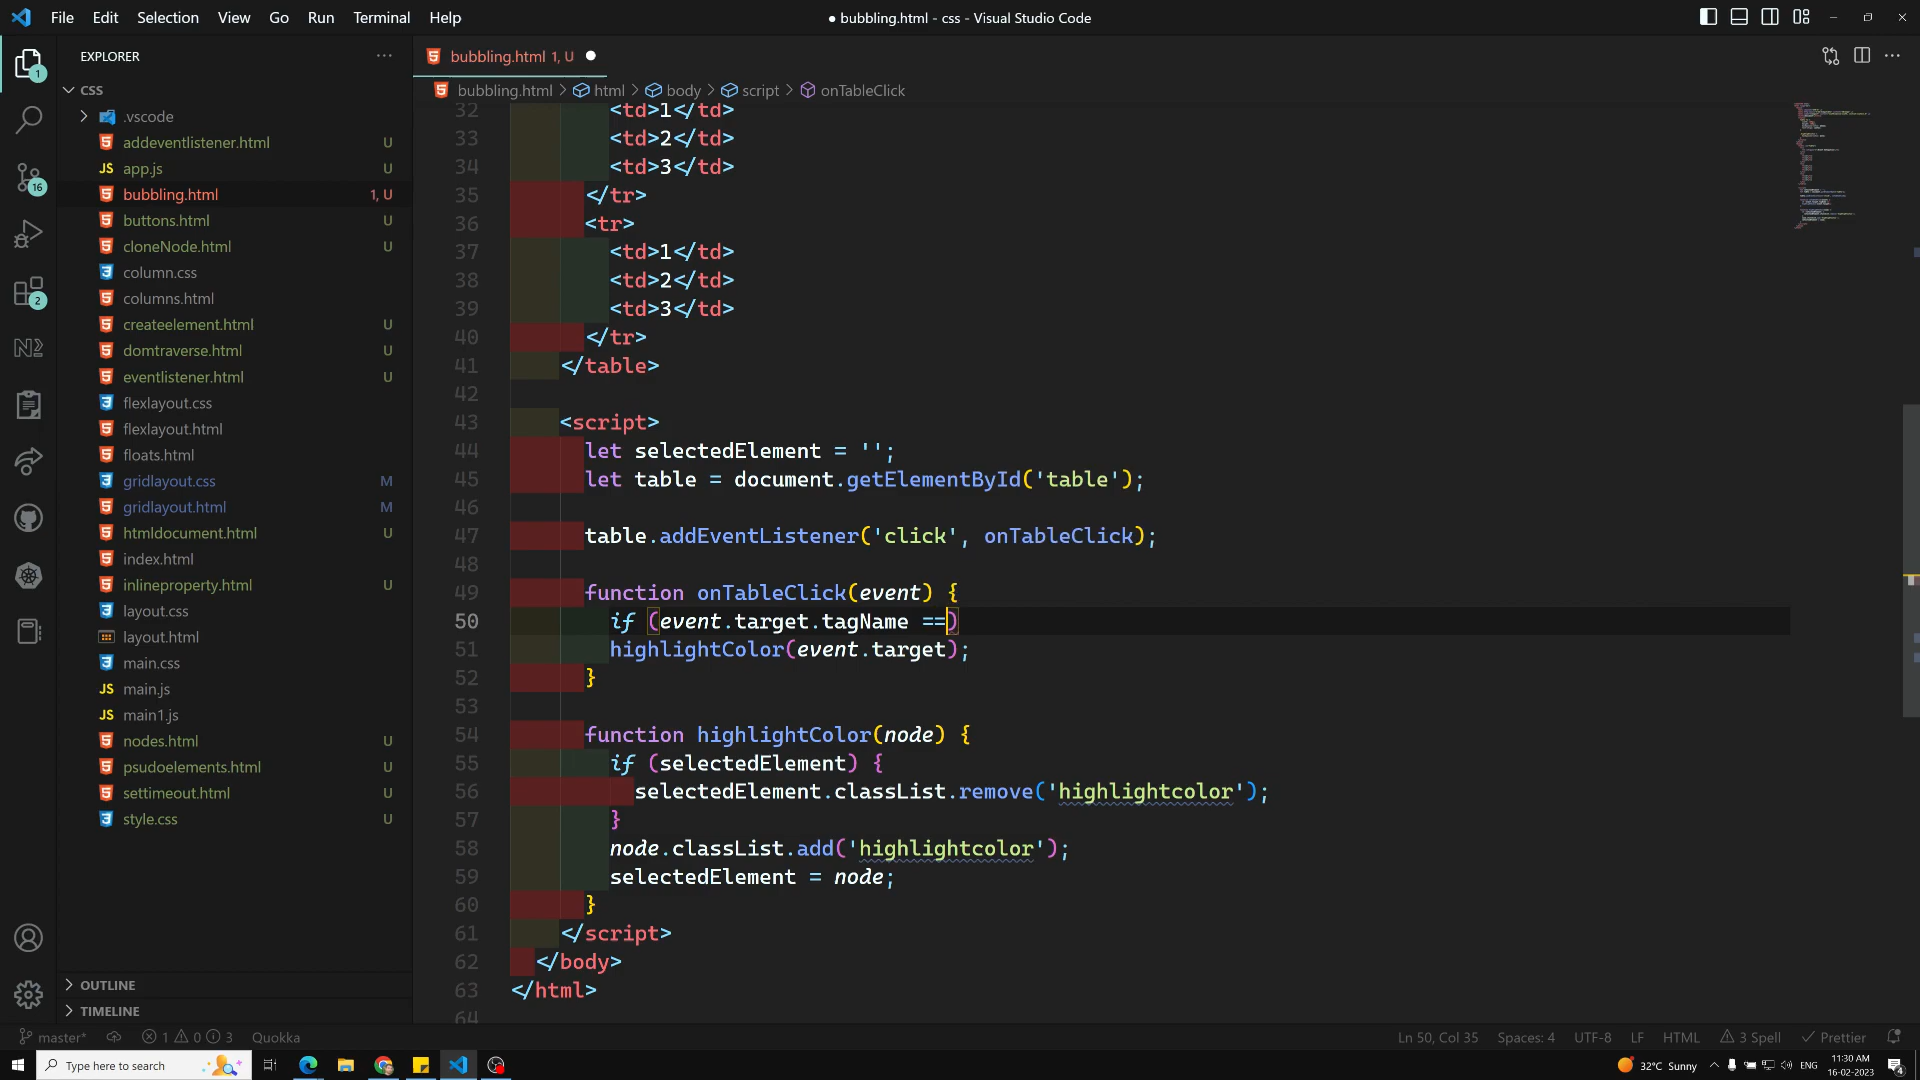 File Edit Selection View Go Run Terminal Help
● bubbling.html - css - Visual Studio Code
EXPLORER
CSS
.vscode
addeventlistener.html U
app.js U
bubbling.html 1, U
buttons.html U
cloneNode.html U
column.css
columns.html
createelement.html U
domtraverse.html U
eventlistener.html U
flexlayout.css
flexlayout.html
floats.html
gridlayout.css M
gridlayout.html M
htmldocument.html U
index.html
inlineproperty.html U
layout.css
layout.html
main.css
main.js
main1.js
nodes.html U
psudoelements.html U
settimeout.html U
style.css U
OUTLINE
TIMELINE
1
16
2
bubbling.html 1, U
bubbling.html > html > body > script > onTableClick
32 <td>1</td>
33 <td>2</td>
34 <td>3</td>
35 </tr>
36 <tr>
37 <td>1</td>
38 <td>2</td>
39 <td>3</td>
40 </tr>
41 </table>
42
43 <script>
44 let selectedElement = '';
45 let table = document.getElementById('table');
46
47 table.addEventListener('click', onTableClick);
48
49 function onTableClick(event) {
50 if (event.target.tagName ==)
51 highlightColor(event.target);
52 }
53
54 function highlightColor(node) {
55 if (selectedElement) {
56 selectedElement.classList.remove('highlightcolor');
57 }
58 node.classList.add('highlightcolor');
59 selectedElement = node;
60 }
61 </script>
62 </body>
63 </html>
64
master* 1 0 3 Quokka
Ln 50, Col 35 Spaces: 4 UTF-8 LF HTML 3 Spell Prettier
Type here to search
32°C Sunny ENG
11:30 AM
16-02-2023
4